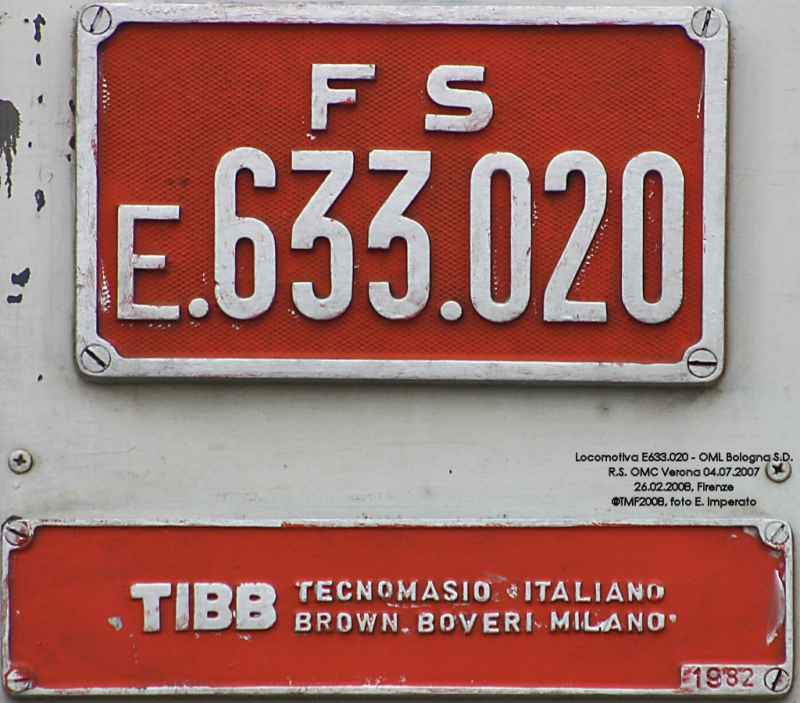 F S
E.633.020
Locomotiva E633.020 - OML Bologna S.D.
R.S. OMC Verona 04.07.2007
26.02.2008, Firenze
©TMF2008, foto E. Imperato
TIBB TECNOMASIO ITALIANO
BROWN BOVERI MILANO
1982